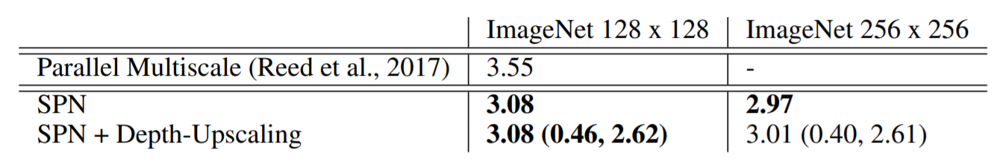 ImageNet 128 x 128 ImageNet 256 x 256
Parallel Multiscale (Reed et al., 2017) 3.55 -
SPN 3.08 2.97
SPN + Depth-Upscaling 3.08 (0.46, 2.62) 3.01 (0.40, 2.61)